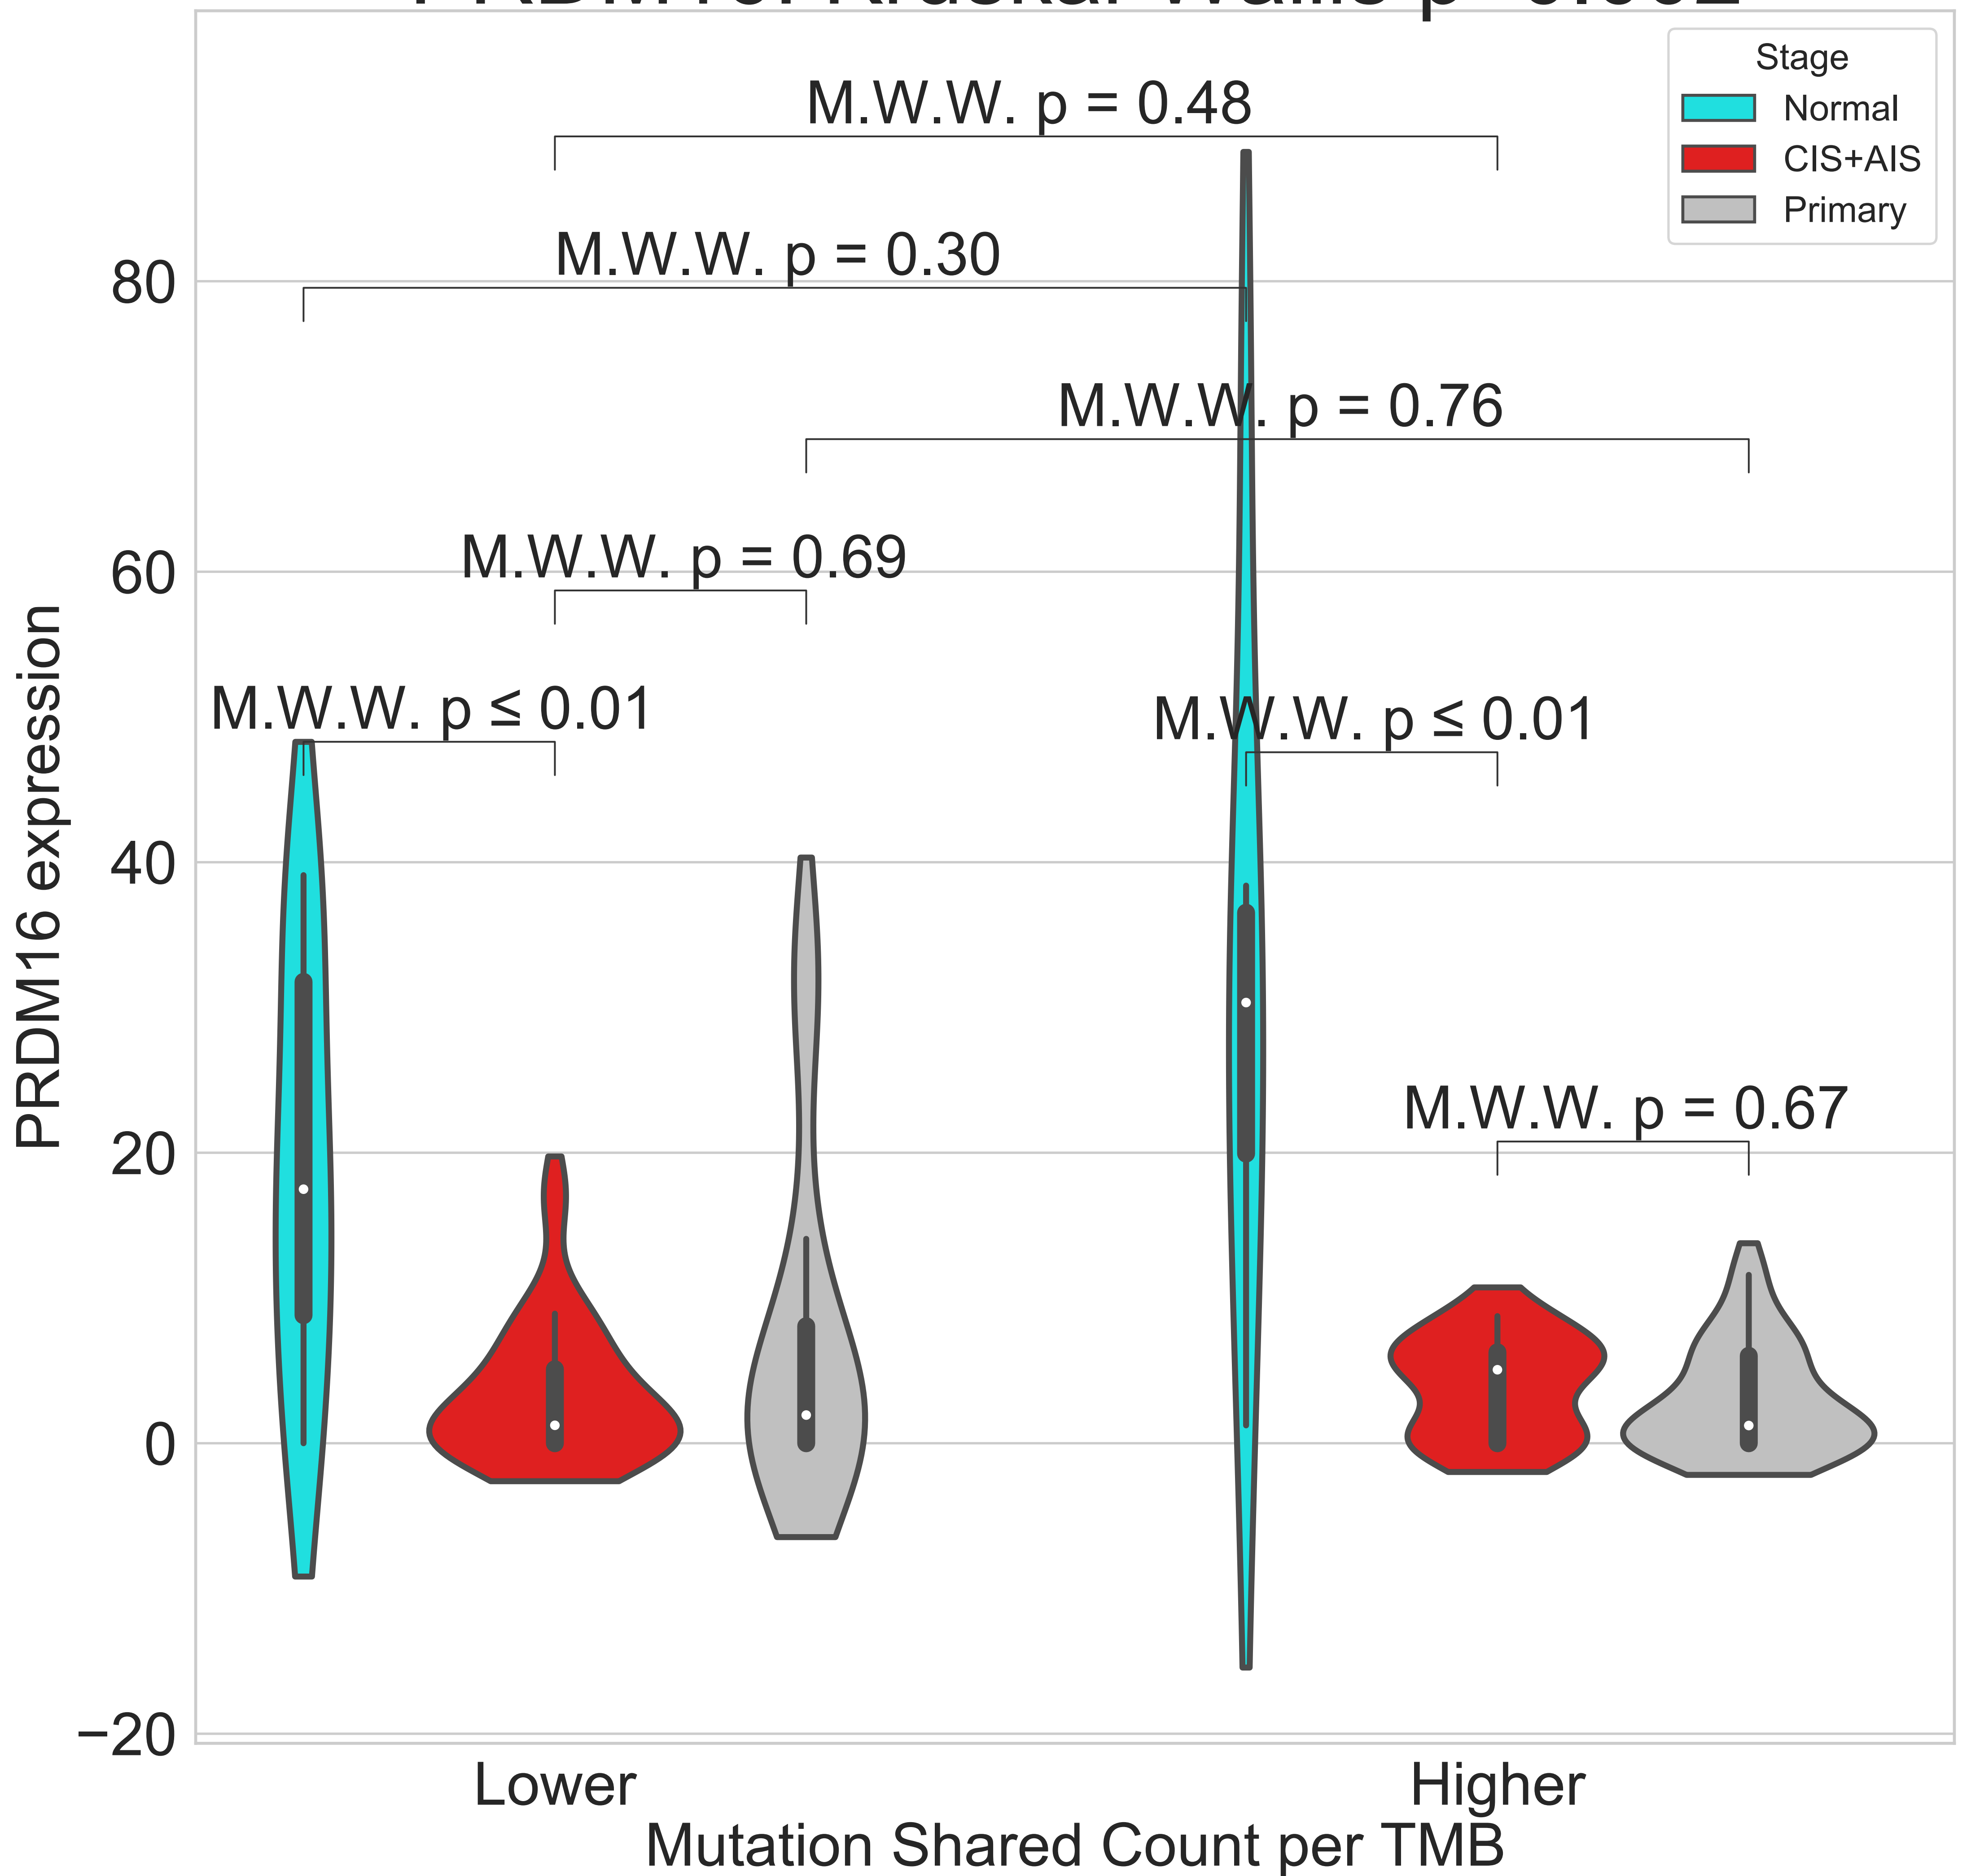 Stage
Normal
CIS+AIS
Primary
M.W.W. p = 0.48
M.W.W. p = 0.30
M.W.W. p = 0.76
M.W.W. p = 0.69
M.W.W. p ≤ 0.01
M.W.W. p ≤ 0.01
M.W.W. p = 0.67
80
60
40
20
0
−20
PRDM16 expression
Lower
Higher
Mutation Shared Count per TMB